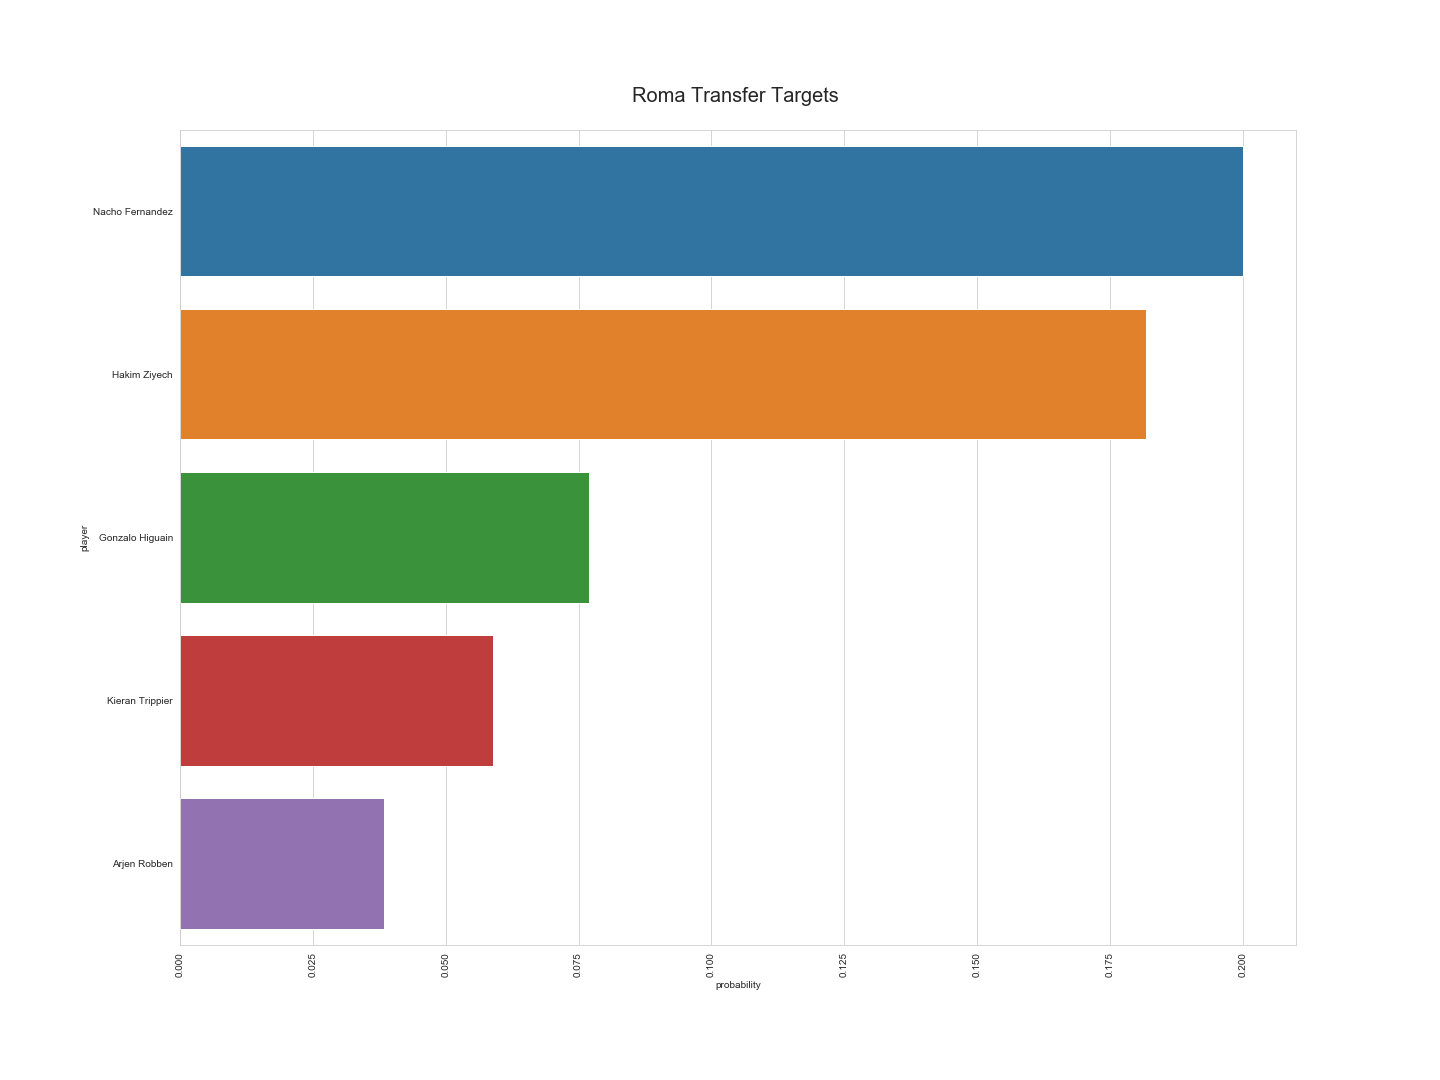 Roma Transfer Targets
Nacho Fernandez
Hakim Ziyech
Gonzalo Higuain
Kieran Trippier
Arjen Robben
player
0.000
0.025
0.050
0.075
0.100
0.125
0.150
0.175
0.200
probability